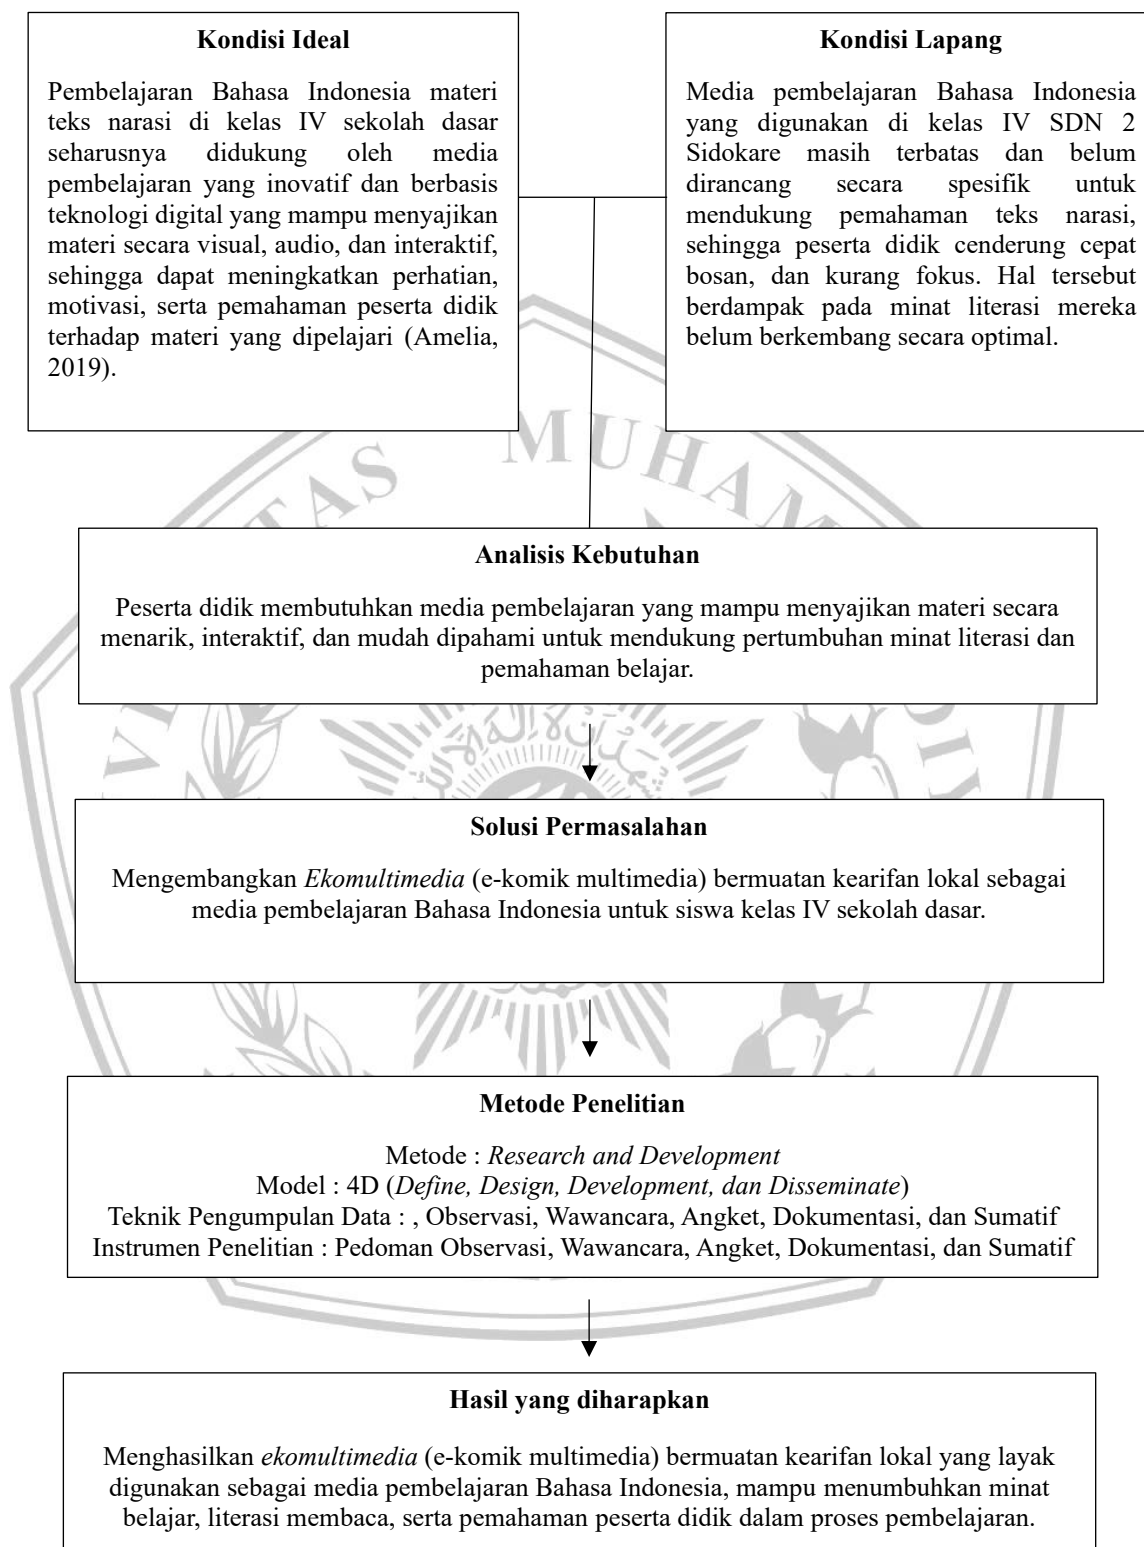 Kondisi Ideal
Pembelajaran Bahasa Indonesia materi
teks narasi di kelas IV sekolah dasar
seharusnya didukung oleh media
pembelajaran yang inovatif dan berbasis
teknologi digital yang mampu menyajikan
materi secara visual, audio, dan interaktif,
sehingga dapat meningkatkan perhatian,
motivasi, serta pemahaman peserta didik
terhadap materi yang dipelajari (Amelia,
2019).
Kondisi Lapang
Media pembelajaran Bahasa Indonesia
yang digunakan di kelas IV SDN 2
Sidokare masih terbatas dan belum
dirancang secara spesifik untuk
mendukung pemahaman teks narasi,
sehingga peserta didik cenderung cepat
bosan, dan kurang fokus. Hal tersebut
berdampak pada minat literasi mereka
belum berkembang secara optimal.
TAS MUHAM
Analisis Kebutuhan
Peserta didik membutuhkan media pembelajaran yang mampu menyajikan materi secara
menarik, interaktif, dan mudah dipahami untuk mendukung pertumbuhan minat literasi dan
pemahaman belajar.
Solusi Permasalahan
Mengembangkan Ekomultimedia (e-komik multimedia) bermuatan kearifan lokal sebagai
media pembelajaran Bahasa Indonesia untuk siswa kelas IV sekolah dasar.
Metode Penelitian
Metode : Research and Development
Model : 4D (Define, Design, Development, dan Disseminate)
Teknik Pengumpulan Data : , Observasi, Wawancara, Angket, Dokumentasi, dan Sumatif
Instrumen Penelitian : Pedoman Observasi, Wawancara, Angket, Dokumentasi, dan Sumatif
Hasil yang diharapkan
Menghasilkan ekomultimedia (e-komik multimedia) bermuatan kearifan lokal yang layak
digunakan sebagai media pembelajaran Bahasa Indonesia, mampu menumbuhkan minat
belajar, literasi membaca, serta pemahaman peserta didik dalam proses pembelajaran.